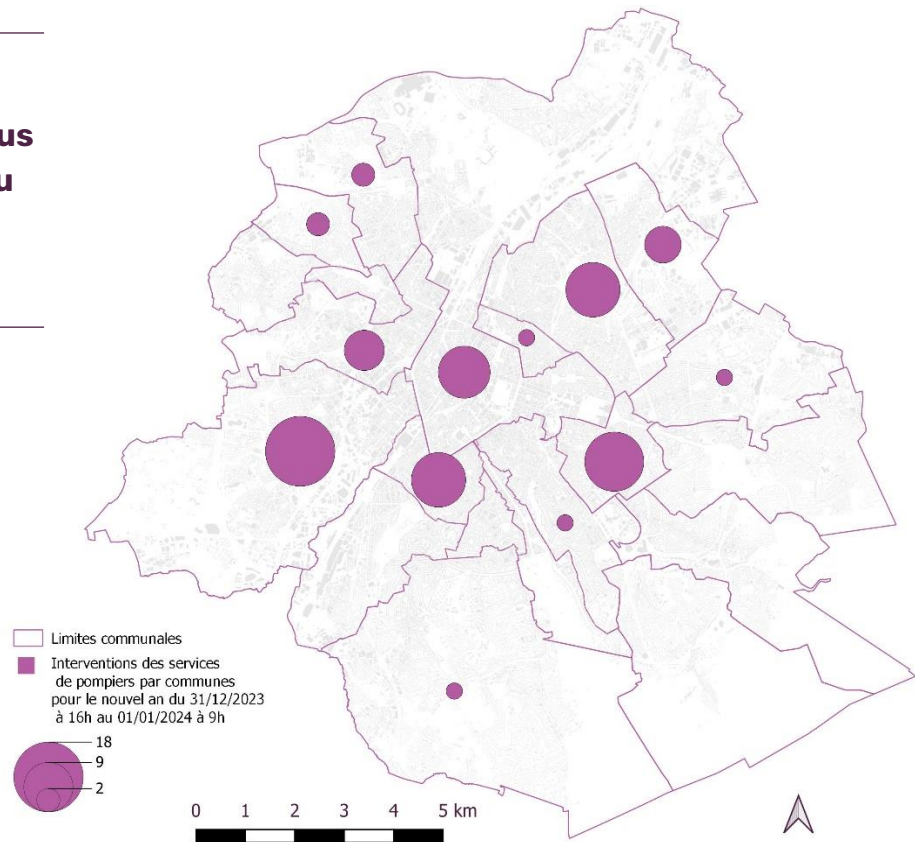 us
u
Limites communales
Interventions des services
de pompiers par communes
pour le nouvel an du 31/12/2023
à 16h au 01/01/2024 à 9h
18
9
2
0 1 2 3 4 5 km